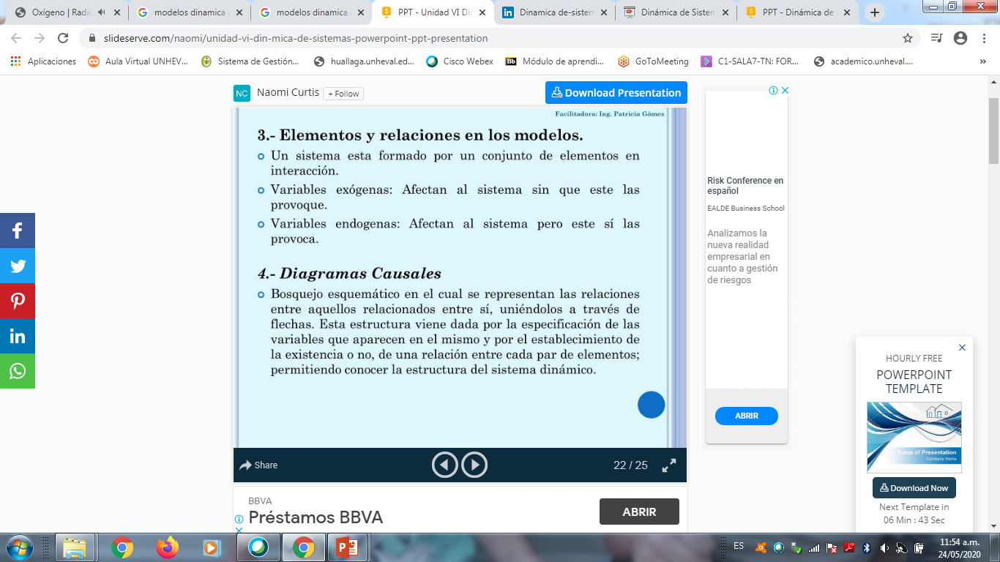 Oxígeno | Radio
modelos dinamica d
modelos dinamica d
PPT - Unidad VI Din
Dinamica de-sistem
Dinámica de Sistem
PPT - Dinámica de
slideserve.com/naomi/unidad-vi-din-mica-de-sistemas-powerpoint-ppt-presentation
Aplicaciones
Aula Virtual UNHEV...
Sistema de Gestión...
huallaga.unheval.ed...
Cisco Webex
Bb Módulo de aprendi...
GoToMeeting
C1-SALA7-TN: FOR...
academico.unheval....
»
NC Naomi Curtis + Follow
Download Presentation
Facilitadora: Ing. Patricia Gómez
3.- Elementos y relaciones en los modelos.
Un sistema esta formado por un conjunto de elementos en
interacción.
Variables exógenas: Afectan al sistema sin que este las
provoque.
Variables endogenas: Afectan al sistema pero este sí las
provoca.
4.- Diagramas Causales
Bosquejo esquemático en el cual se representan las relaciones
entre aquellos relacionados entre sí, uniéndolos a través de
flechas. Esta estructura viene dada por la especificación de las
variables que aparecen en el mismo y por el establecimiento de
la existencia o no, de una relación entre cada par de elementos;
permitiendo conocer la estructura del sistema dinámico.
Share
22 / 25
BBVA
Préstamos BBVA
ABRIR
Risk Conference en
español
EALDE Business School
Analizamos la
nueva realidad
empresarial en
cuanto a gestión
de riesgos
ABRIR
HOURLY FREE
POWERPOINT
TEMPLATE
Name of Presentation
Company Name
Download Now
Next Template in
06 Min : 43 Sec
ES
11:54 a.m.
24/05/2020